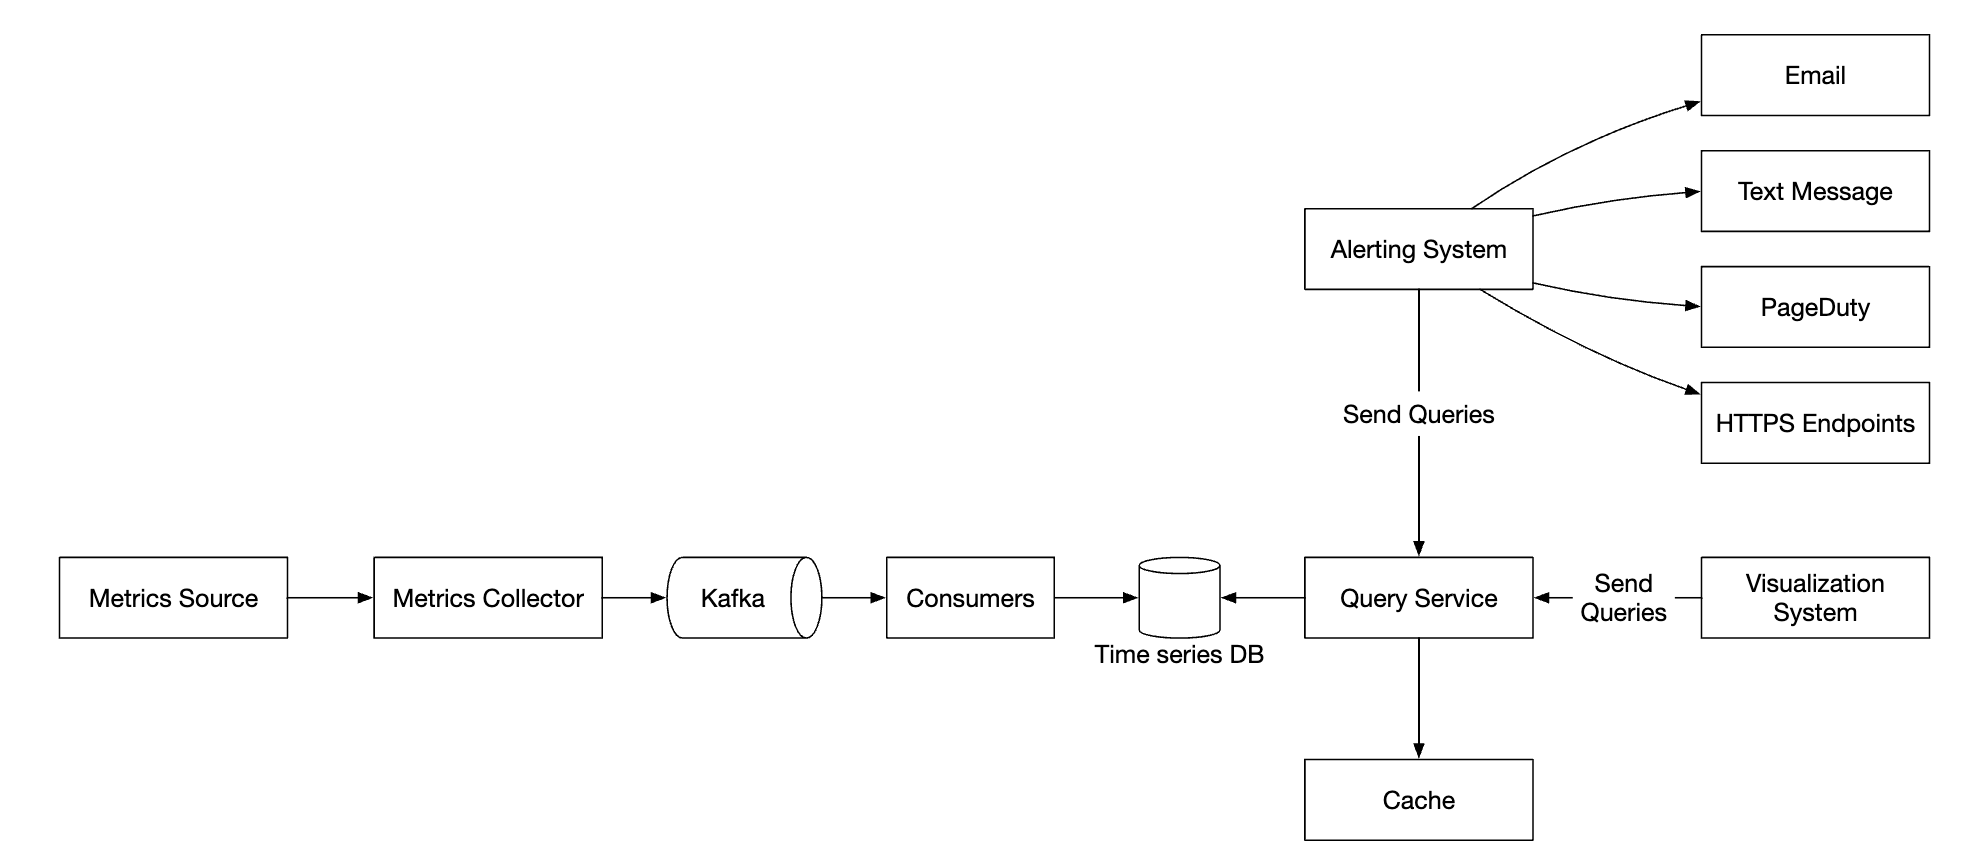 Email
Text Message
Alerting System
PageDuty
Send Queries
HTTPS Endpoints
Metrics Source
Metrics Collector
Kafka
Consumers
Time series DB
Query Service
Send
Queries
Visualization
System
Cache